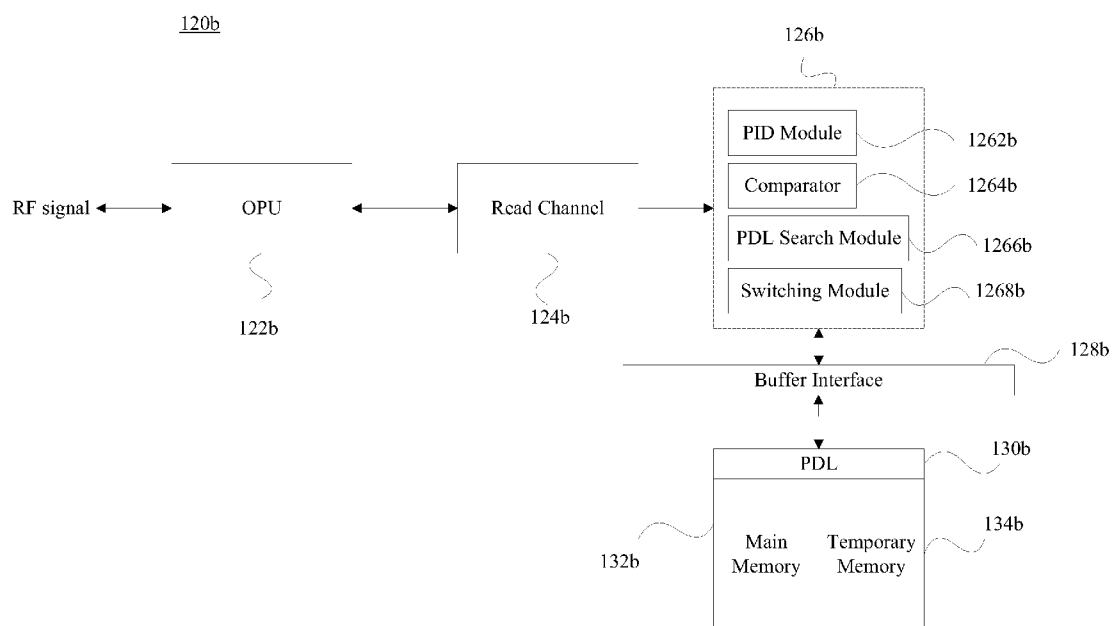 120b
126b
PID Module
1262b
Comparator
1264b
RF signal
OPU
Read Channel
PDL Search Module
1266b
Switching Module
1268b
122b
124b
128b
Buffer Interface
PDL
130b
132b
Main
Memory
Temporary
Memory
134b